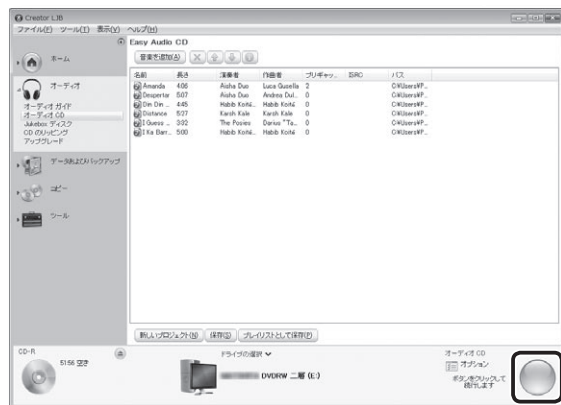 Creator LJB
ファイル(F) ツール(T) 表示(V) ヘルプ(H)
ホーム
オーディオ
オーディオ ガイド
オーディオ CD
Jukebox ディスク
CD のリッピング
アップグレード
データおよびバックアップ
コピー
ツール
Easy Audio CD
音楽を追加(A)
名前 長さ 演奏者 作曲者 プリギャッ... ISRC パス
Amanda 4:06 Aisha Duo Luca Gusella 2 C:¥Users¥P...
Despertar 5:07 Aisha Duo Andrea Dul... 0 C:¥Users¥P...
Din Din ... 4:45 Habib Koité... Habib Koité 0 C:¥Users¥P...
Distance 5:27 Karsh Kale Karsh Kale 0 C:¥Users¥P...
I Guess ... 3:32 The Posies Darius "Ta... 0 C:¥Users¥P...
I Ka Barr... 5:00 Habib Koité... Habib Koité 0 C:¥Users¥P...
新しいプロジェクト(N) 保存(S) プレイリストとして保存(P)
CD-R
51:56 空き
ドライブの選択
DVDRW 二層 (E:)
オーディオ CD
オプション
ボタンをクリックして
続行します